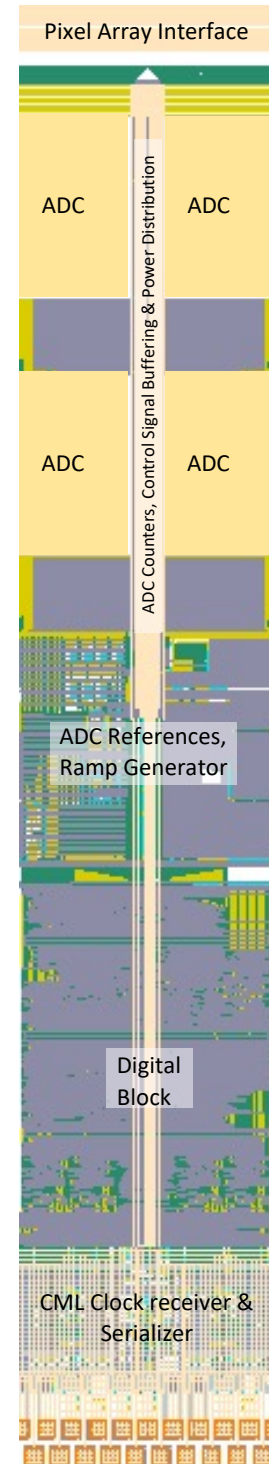 Pixel Array Interface
ADC
ADC
ADC Counters, Control Signal Buffering & Power Distribution
ADC
ADC
ADC References,
Ramp Generator
Digital
Block
CML Clock receiver &
Serializer